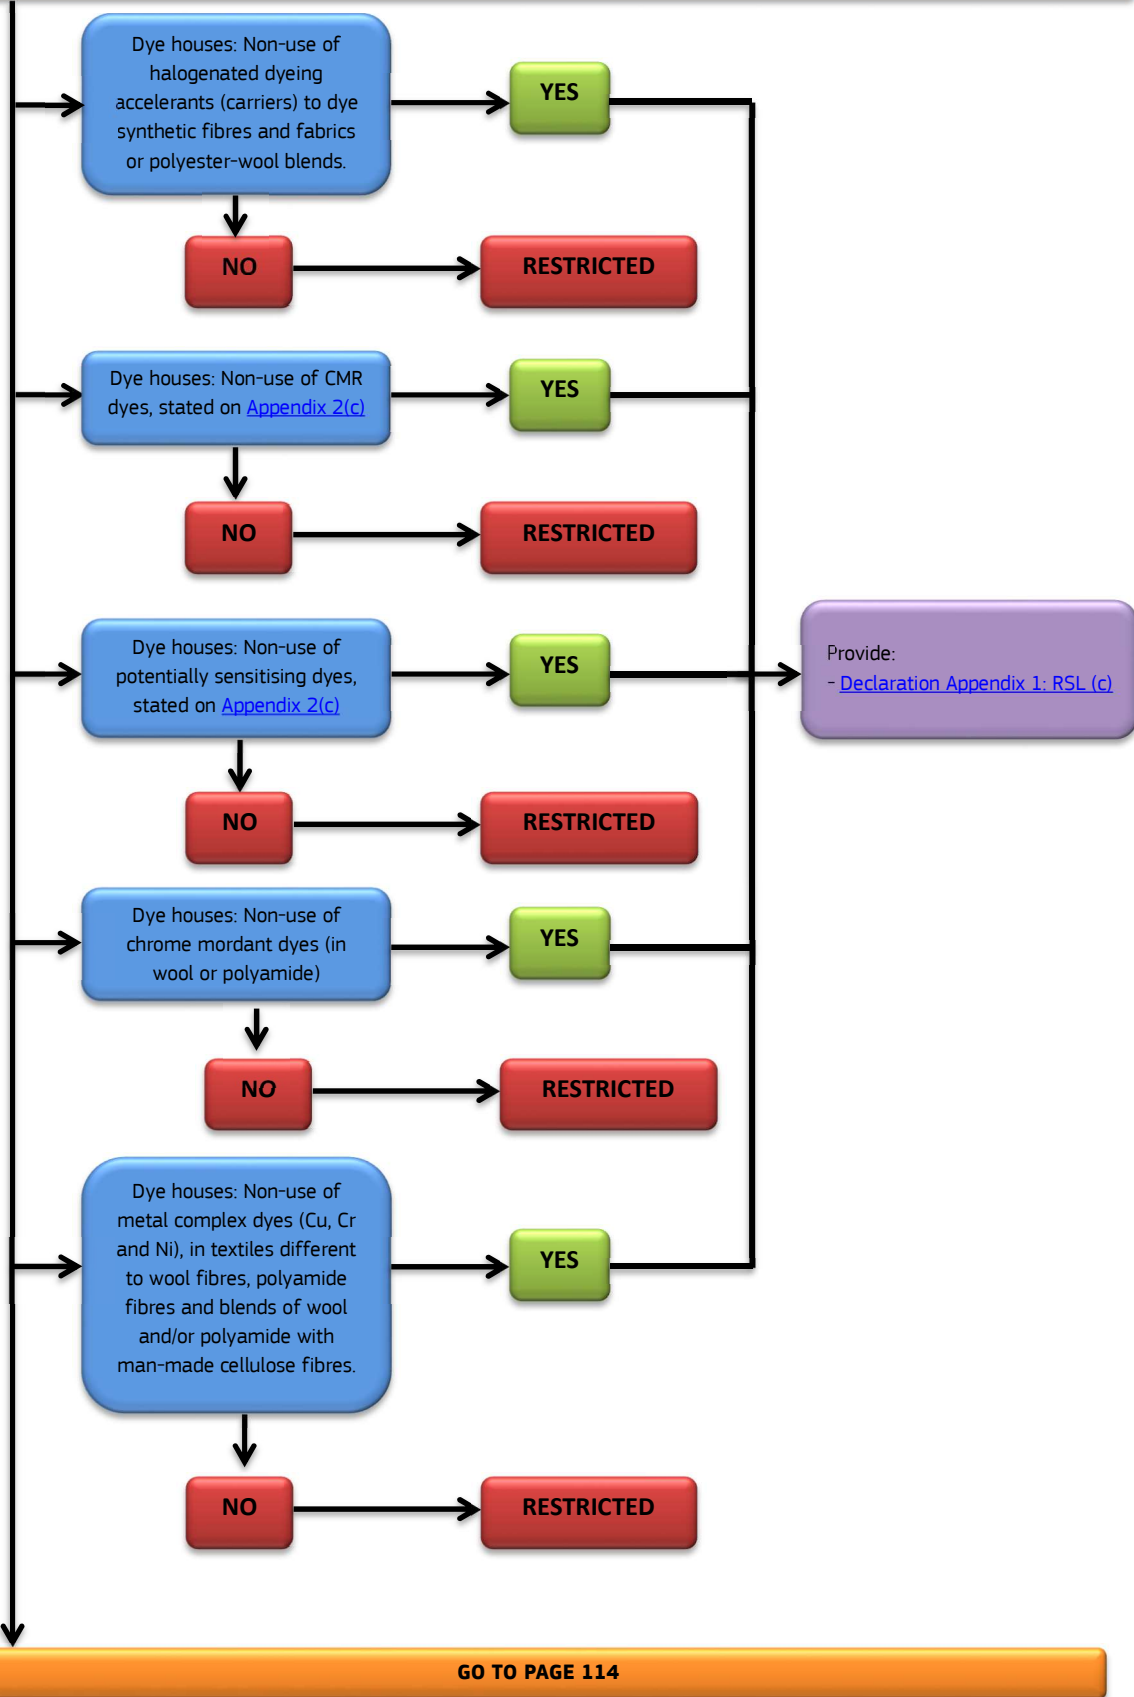 Dye houses: Non-use of
halogenated dyeing
accelerants (carriers) to dye
synthetic fibres and fabrics
or polyester-wool blends.
YES
NO
RESTRICTED
Dye houses: Non-use of CMR
dyes, stated on Appendix 2(c)
YES
NO
RESTRICTED
Dye houses: Non-use of
potentially sensitising dyes,
stated on Appendix 2(c)
YES
Provide:
- Declaration Appendix 1: RSL (c)
NO
RESTRICTED
Dye houses: Non-use of
chrome mordant dyes (in
wool or polyamide)
YES
NO
RESTRICTED
Dye houses: Non-use of
metal complex dyes (Cu, Cr
and Ni), in textiles different
to wool fibres, polyamide
fibres and blends of wool
and/or polyamide with
man-made cellulose fibres.
YES
NO
RESTRICTED
GO TO PAGE 114